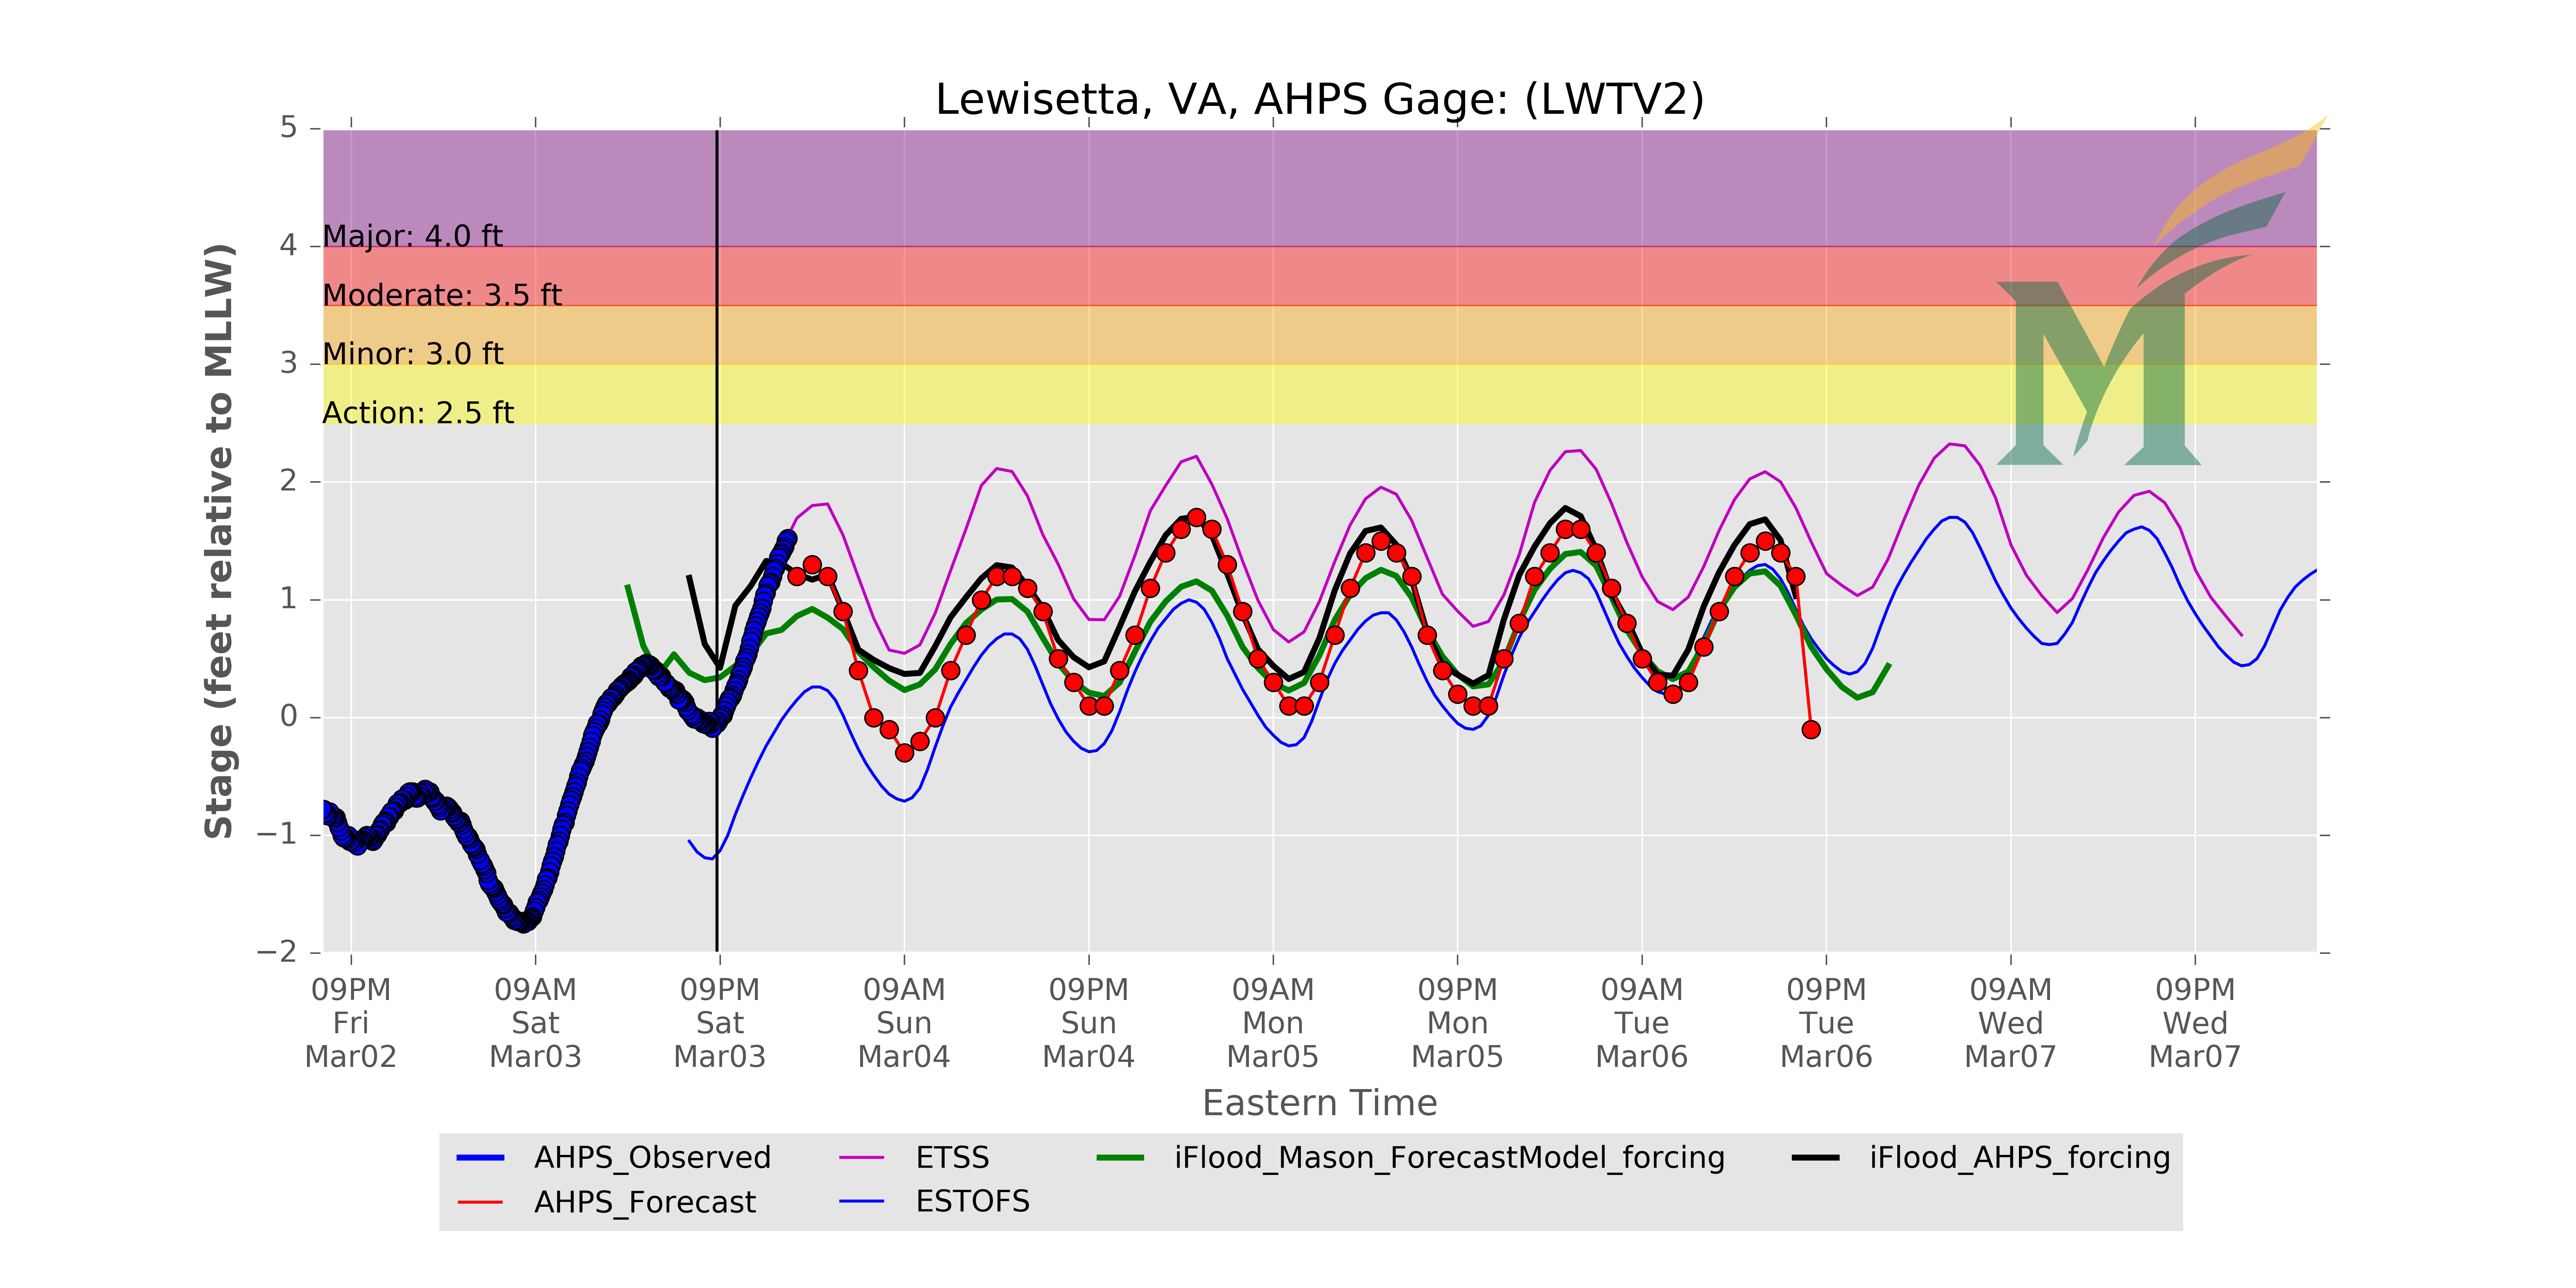 Lewisetta, VA, AHPS Gage: (LWTV2)
Stage (feet relative to MLLW)
5
4
3
2
1
0
−1
−2
Major: 4.0 ft
Moderate: 3.5 ft
Minor: 3.0 ft
Action: 2.5 ft
M
09PM 09AM 09PM 09AM 09PM 09AM 09PM 09AM 09PM 09AM 09PM
Fri Sat Sat Sun Sun Mon Mon Tue Tue Wed Wed
Mar02 Mar03 Mar03 Mar04 Mar04 Mar05 Mar05 Mar06 Mar06 Mar07 Mar07
Eastern Time
AHPS_Observed ETSS iFlood_Mason_ForecastModel_forcing iFlood_AHPS_forcing
AHPS_Forecast ESTOFS